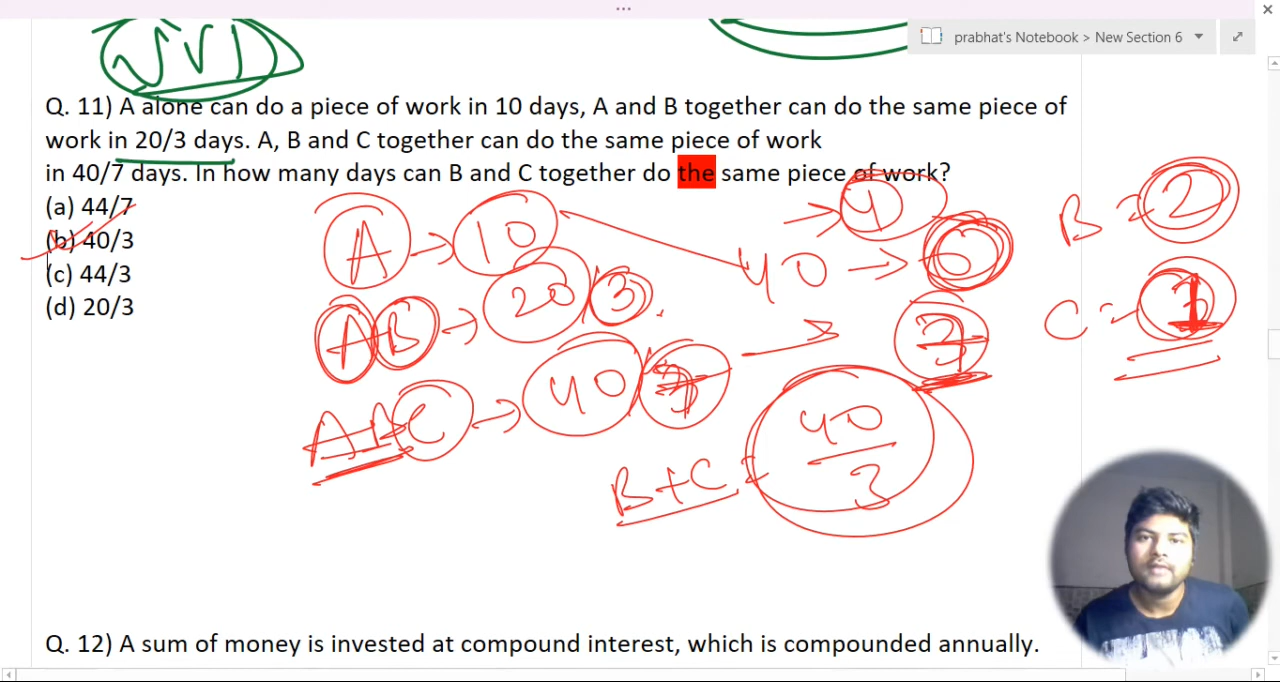 prabhat's Notebook > New Section 6
Q. 11) A alone can do a piece of work in 10 days, A and B together can do the same piece of
work in 20/3 days. A, B and C together can do the same piece of work
in 40/7 days. In how many days can B and C together do the same piece of work?
(a) 44/7
(b) 40/3
(c) 44/3
(d) 20/3
A → 10
AB → 20/3
C → 40/7
40 → 6
→ 4
7
B = 2
C = 1
B+C = 40/3
Q. 12) A sum of money is invested at compound interest, which is compounded annually.